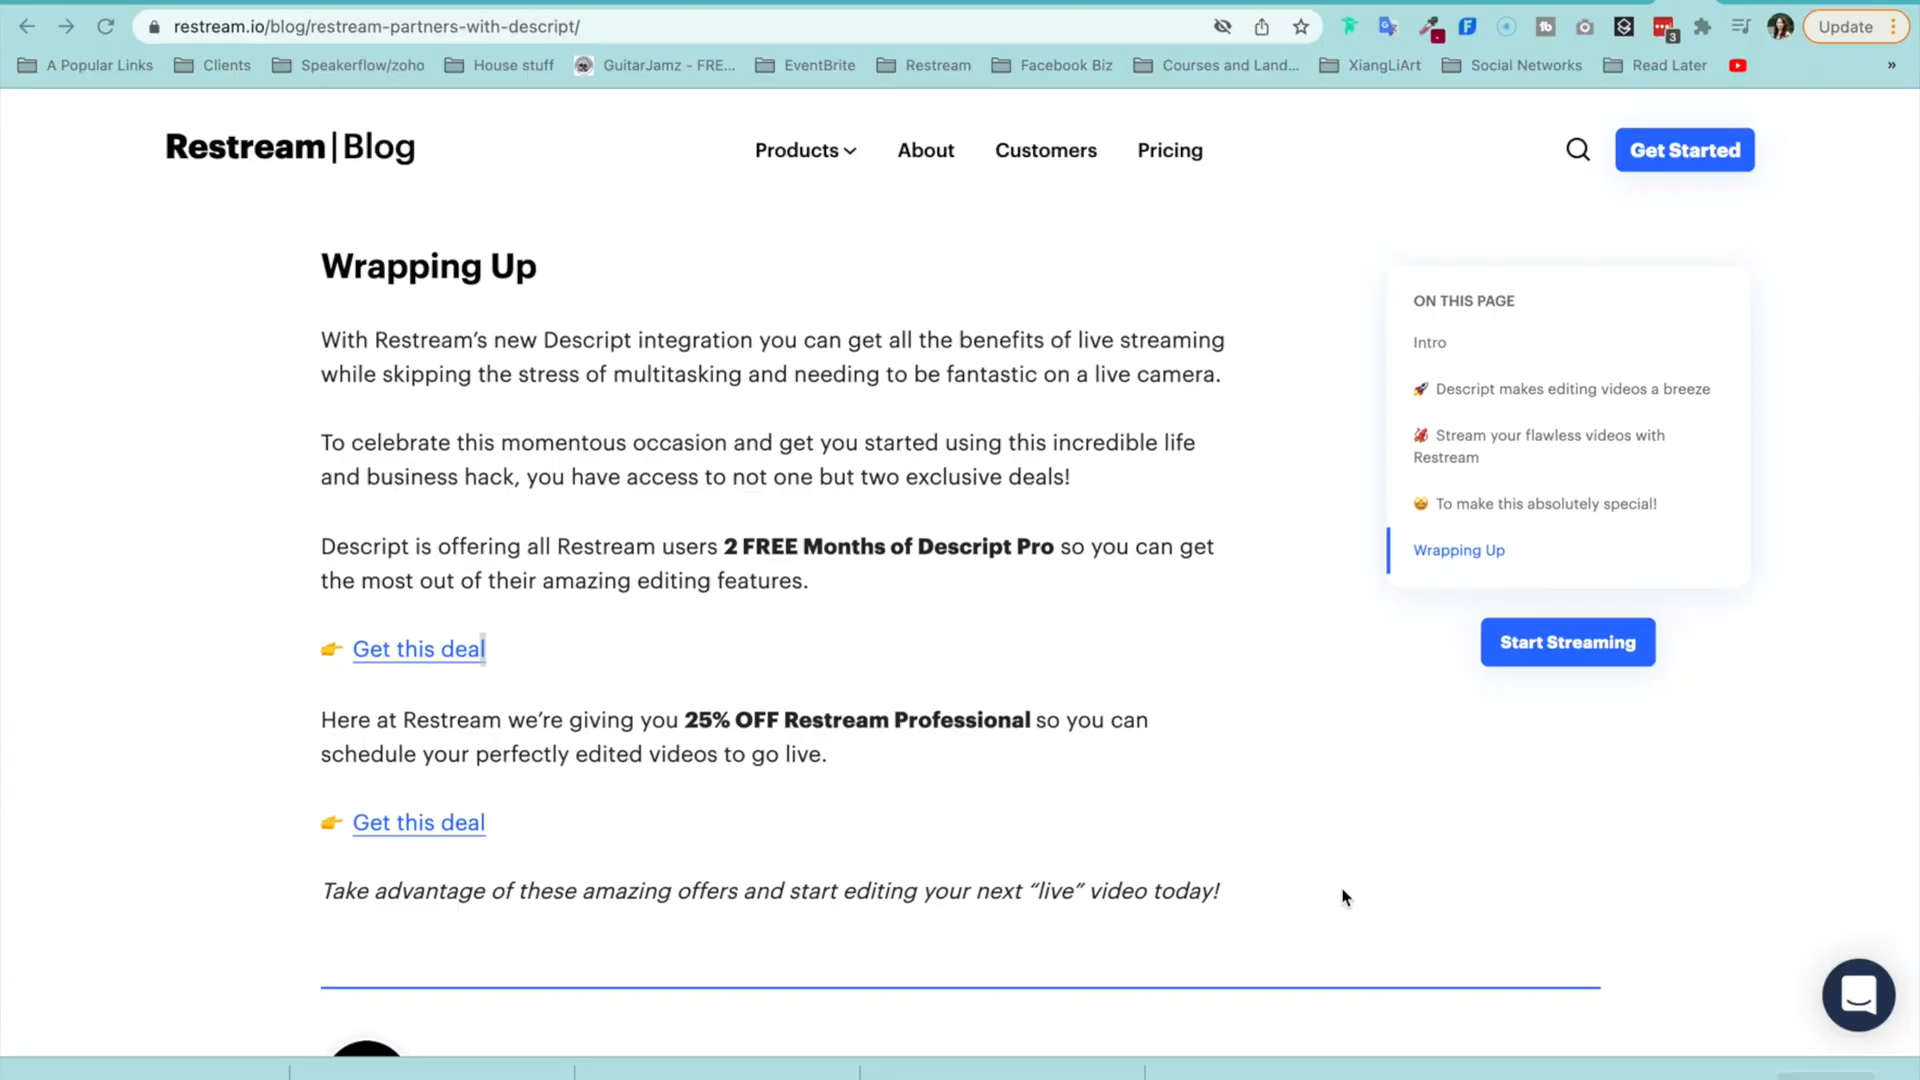 restream.io/blog/restream-partners-with-descript/
Update
A Popular Links
Clients
Speakerflow/zoho
House stuff
GuitarJamz - FRE...
EventBrite
Restream
Facebook Biz
Courses and Land...
XiangLiArt
Social Networks
Read Later
»
Restream|Blog
Products
About
Customers
Pricing
Get Started
Wrapping Up
With Restream’s new Descript integration you can get all the benefits of live streaming
while skipping the stress of multitasking and needing to be fantastic on a live camera.
To celebrate this momentous occasion and get you started using this incredible life
and business hack, you have access to not one but two exclusive deals!
Descript is offering all Restream users 2 FREE Months of Descript Pro so you can get
the most out of their amazing editing features.
👉 Get this deal
Here at Restream we’re giving you 25% OFF Restream Professional so you can
schedule your perfectly edited videos to go live.
👉 Get this deal
Take advantage of these amazing offers and start editing your next “live” video today!
ON THIS PAGE
Intro
🚀 Descript makes editing videos a breeze
Stream your flawless videos with
Restream
🤩 To make this absolutely special!
Wrapping Up
Start Streaming